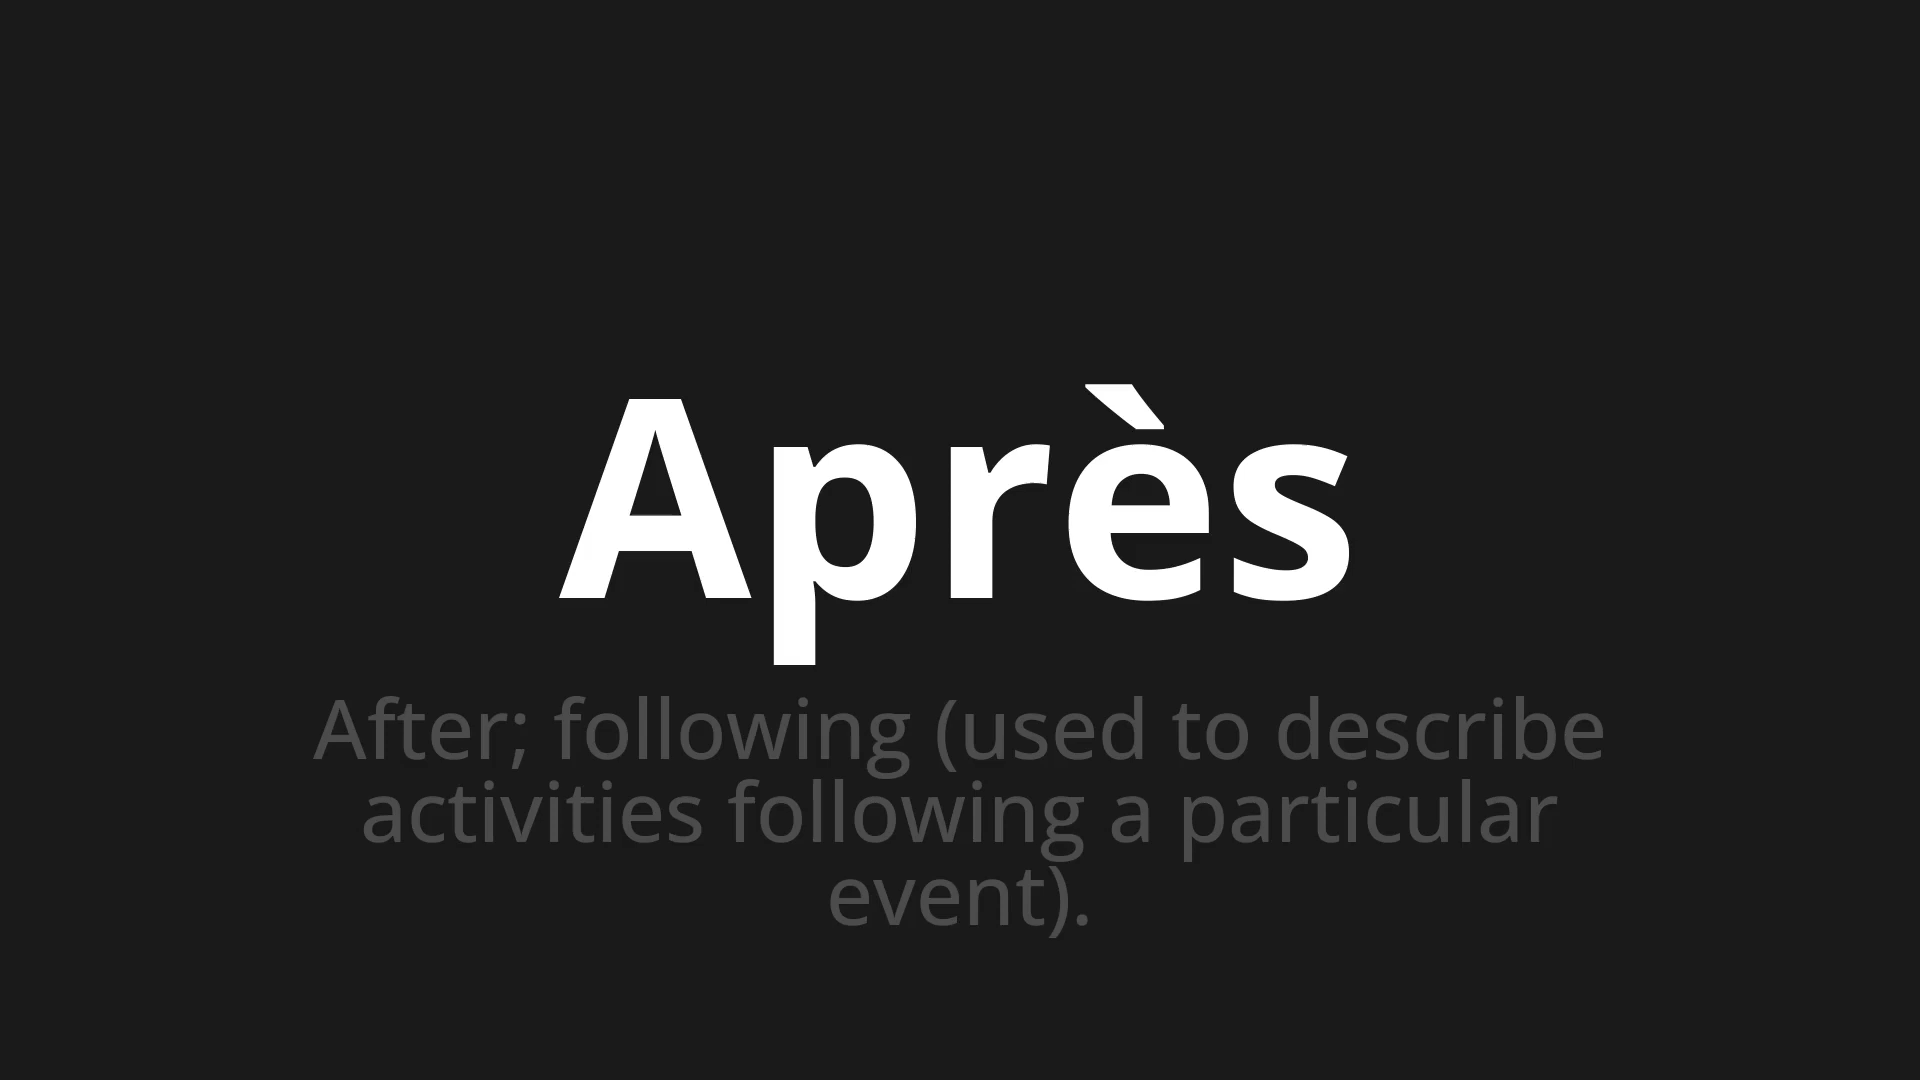 Après
After; following (used to describe
activities following a particular
event).